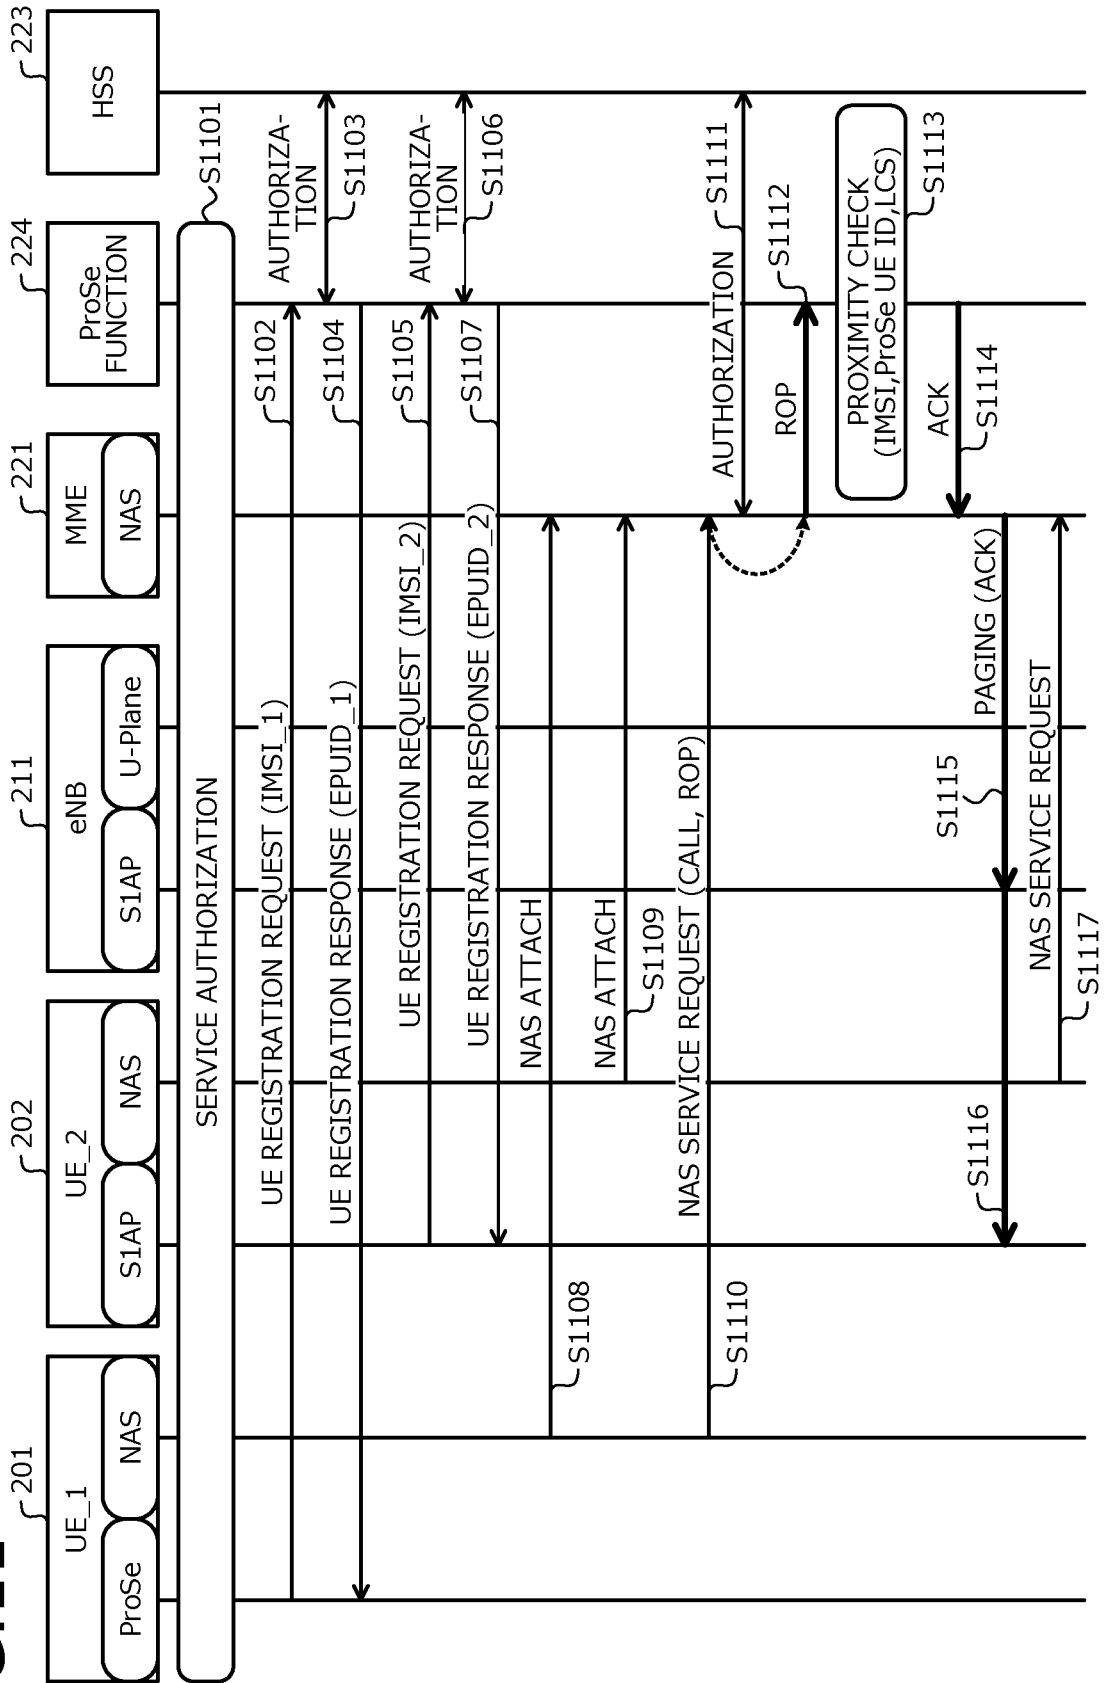 201
UE_1
ProSe
NAS
202
UE_2
S1AP
NAS
211
eNB
S1AP
U-Plane
221
MME
NAS
224
ProSe
FUNCTION
223
HSS
SERVICE AUTHORIZATION
S1101
UE REGISTRATION REQUEST (IMSI_1)
S1102
AUTHORIZA-
TION
S1103
UE REGISTRATION RESPONSE (EPUID_1)
S1104
UE REGISTRATION REQUEST (IMSI_2)
S1105
AUTHORIZA-
TION
S1106
UE REGISTRATION RESPONSE (EPUID_2)
S1107
NAS ATTACH
S1108
NAS ATTACH
S1109
NAS SERVICE REQUEST (CALL, ROP)
S1110
AUTHORIZATION
S1111
ROP
S1112
PROXIMITY CHECK
(IMSI,ProSe UE ID,LCS)
S1113
ACK
S1114
PAGING (ACK)
S1115
S1116
NAS SERVICE REQUEST
S1117